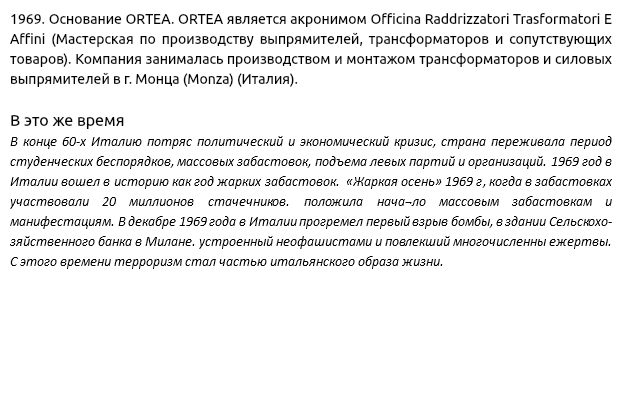 1969. Основание ORTEA. ORTEA является акронимом Officina Raddrizzatori Trasformatori E
Affini (Мастерская по производству выпрямителей, трансформаторов и сопутствующих
товаров). Компания занималась производством и монтажом трансформаторов и силовых
выпрямителей в г. Монца (Monza) (Италия).
В это же время
В конце 60-х Италию потряс политический и экономический кризис, страна переживала период
студенческих беспорядков, массовых забастовок, подъема левых партий и организаций. 1969 год в
Италии вошел в историю как год жарких забастовок. «Жаркая осень» 1969 г, когда в забастовках
участвовали 20 миллионов стачечников. положила нача¬ло массовым забастовкам и
манифестациям. В декабре 1969 года в Италии прогремел первый взрыв бомбы, в здании Сельскохо-
зяйственного банка в Милане. устроенный неофашистами и повлекший многочисленны ежертвы.
С этого времени терроризм стал частью итальянского образа жизни.